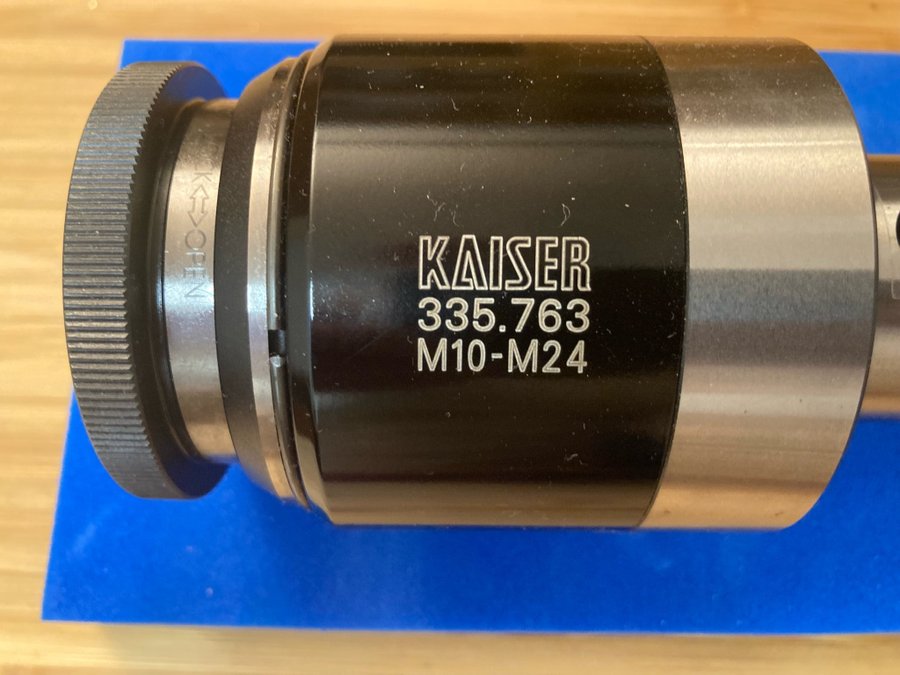 KAISER
335.763
M10-M24
↔OPEN